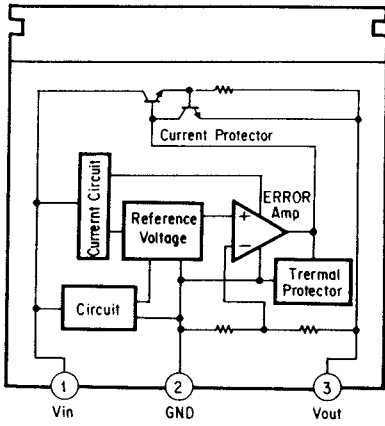 Current Protector
Currernt Circuit
Reference
Voltage
+
ERROR
Amp
−
Circuit
Trermal
Protector
1
2
3
Vin
GND
Vout